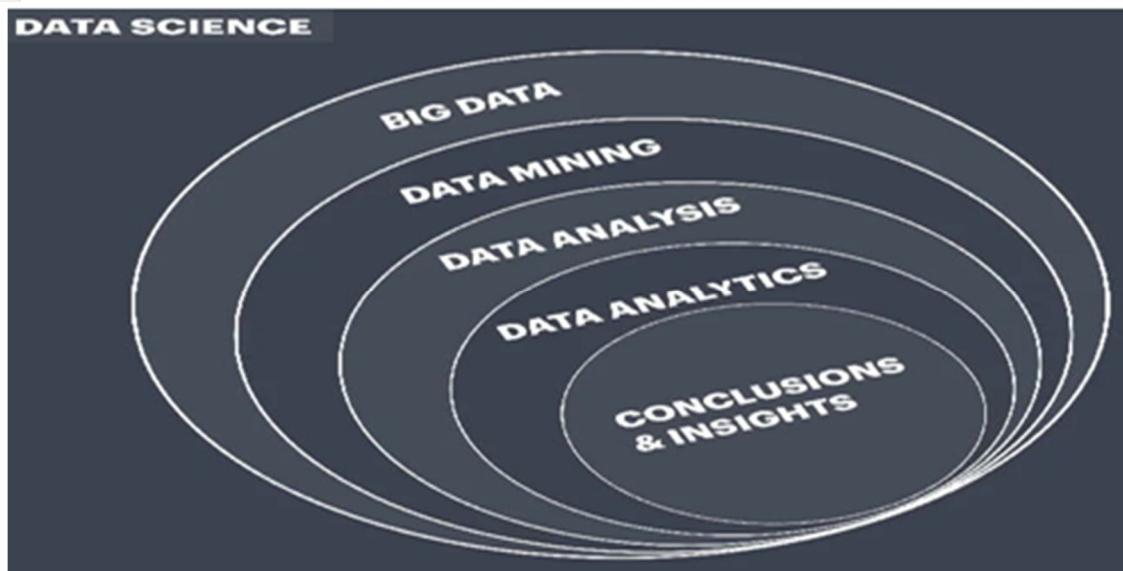 DATA SCIENCE
BIG DATA
DATA MINING
DATA ANALYSIS
DATA ANALYTICS
CONCLUSIONS
& INSIGHTS